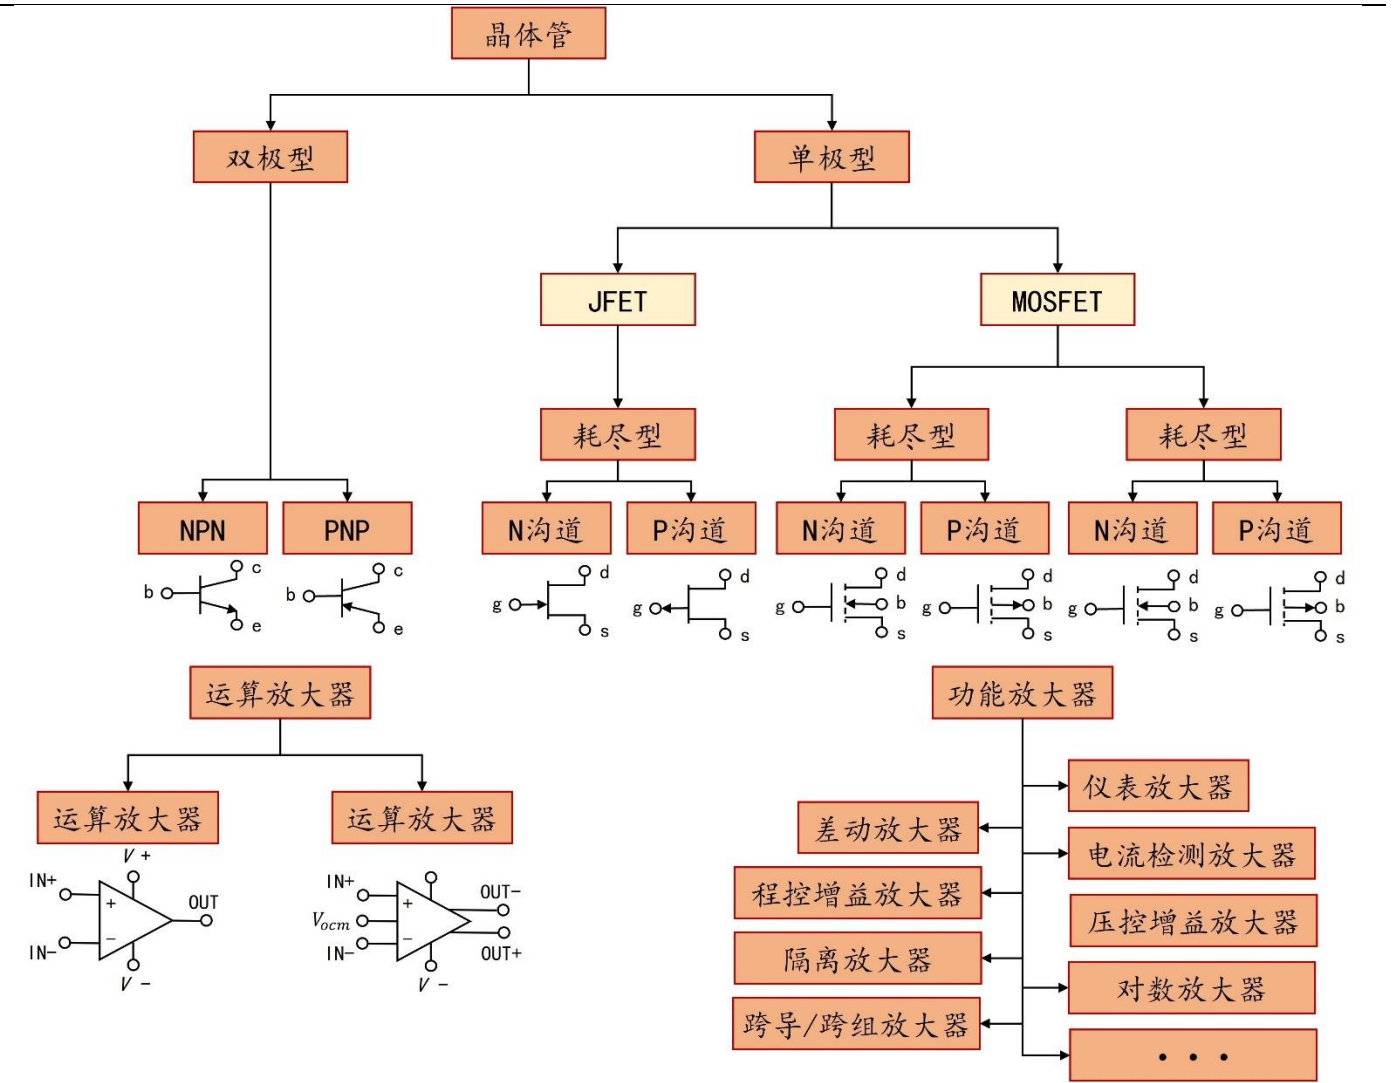 晶体管
双极型
单极型
JFET
MOSFET
耗尽型
耗尽型
耗尽型
NPN
PNP
N沟道
P沟道
N沟道
P沟道
N沟道
P沟道
b
c
e
b
c
e
g
d
s
g
d
s
g
d
b
s
g
d
b
s
g
d
b
s
g
d
b
s
运算放大器
功能放大器
运算放大器
运算放大器
V +
IN+
+
OUT
−
IN−
V −
IN+
+
OUT−
Vocm
−
IN−
OUT+
V −
仪表放大器
差动放大器
电流检测放大器
程控增益放大器
压控增益放大器
隔离放大器
对数放大器
跨导/跨组放大器
• • •